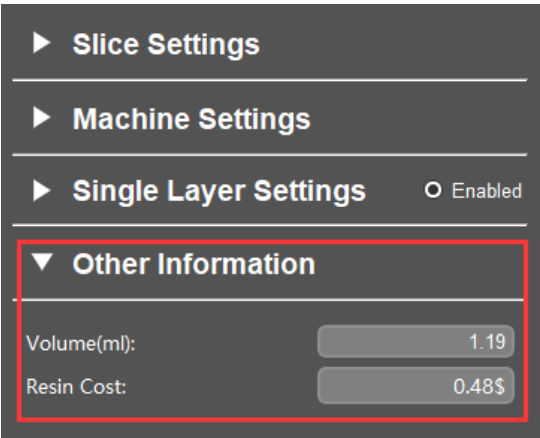 Slice Settings
Machine Settings
Single Layer Settings Enabled
Other Information
Volume(ml): 1.19
Resin Cost: 0.48$